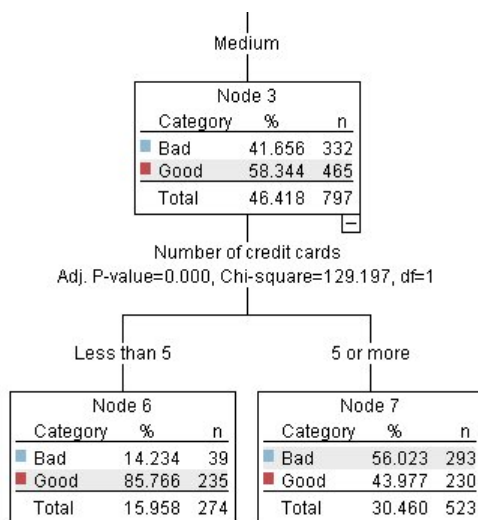 Medium
Node 3
Category % n
Bad 41.656 332
Good 58.344 465
Total 46.418 797
Number of credit cards
Adj. P-value=0.000, Chi-square=129.197, df=1
Less than 5
5 or more
Node 6
Category % n
Bad 14.234 39
Good 85.766 235
Total 15.958 274
Node 7
Category % n
Bad 56.023 293
Good 43.977 230
Total 30.460 523